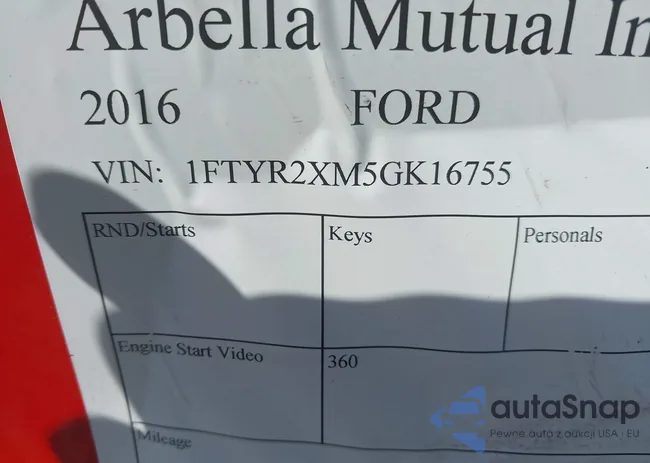 Arbella Mutual In
2016 FORD
VIN: 1FTYR2XM5GK16755
RND/Starts Keys Personals
Engine Start Video 360
Mileage
autaSnap
Pewne auta z aukcji USA · EU